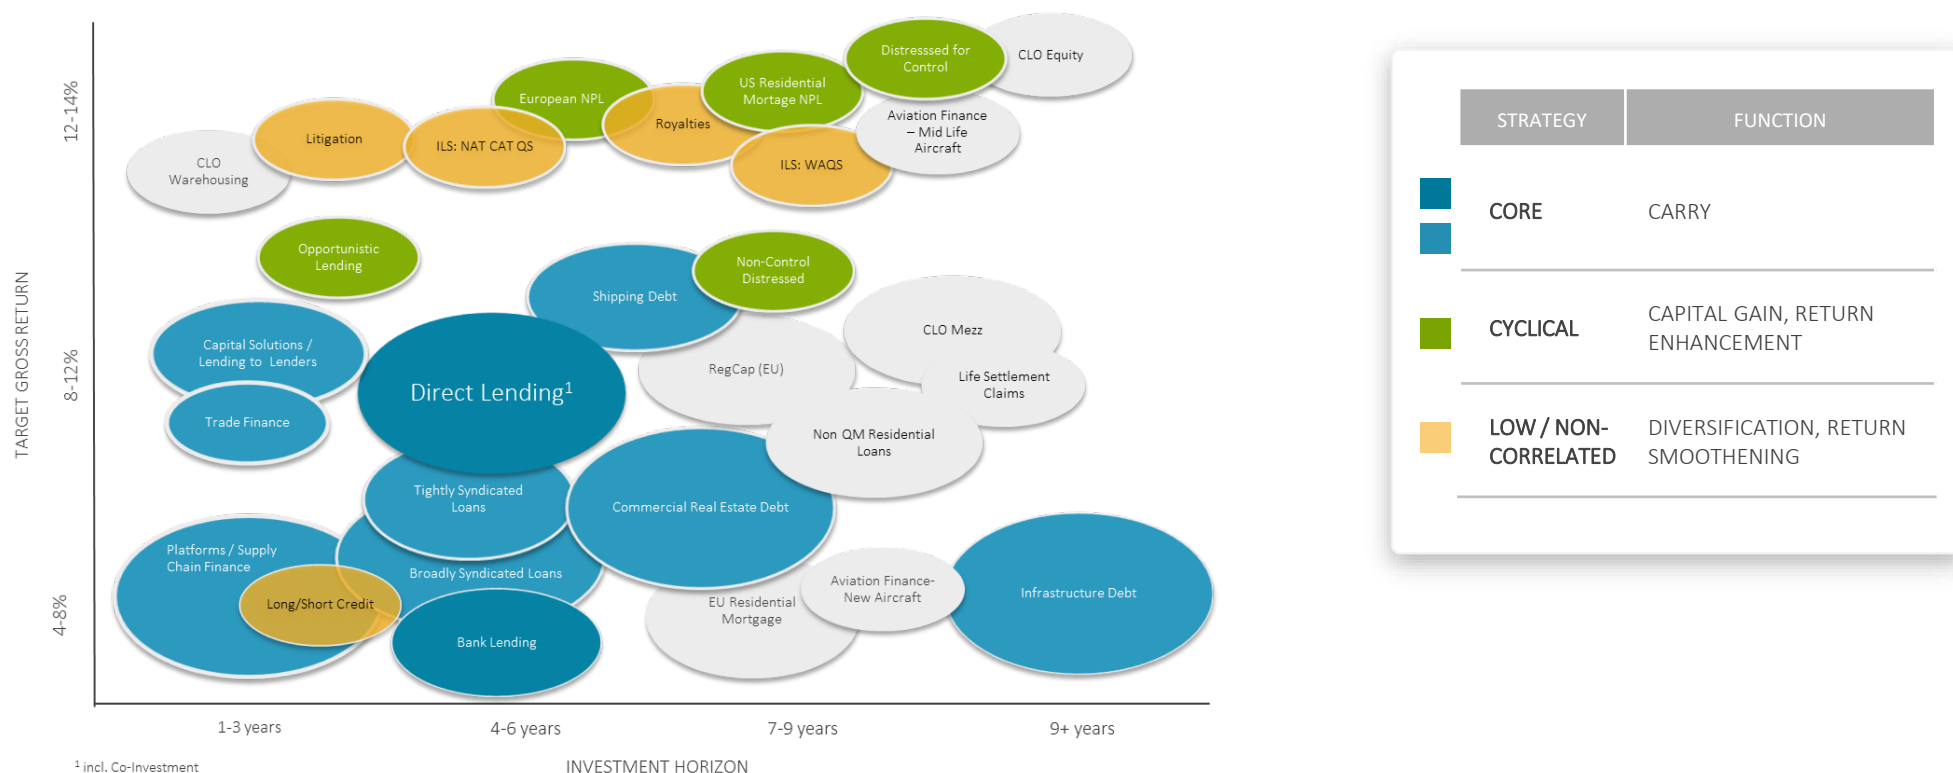 TARGET GROSS RETURN
12-14%
8-12%
4-8%
Distresssed for
Control
CLO Equity
European NPL
US Residential
Mortage NPL
Royalties
Aviation Finance
– Mid Life
Aircraft
Litigation
ILS: NAT CAT QS
ILS: WAQS
CLO
Warehousing
Opportunistic
Lending
Non-Control
Distressed
Shipping Debt
CLO Mezz
Capital Solutions /
Lending to Lenders
RegCap (EU)
Life Settlement
Claims
Direct Lending¹
Trade Finance
Non QM Residential
Loans
Tightly Syndicated
Loans
Commercial Real Estate Debt
Platforms / Supply
Chain Finance
Broadly Syndicated Loans
Aviation Finance-
New Aircraft
Infrastructure Debt
Long/Short Credit
EU Residential
Mortgage
Bank Lending
1-3 years
4-6 years
7-9 years
9+ years
INVESTMENT HORIZON
¹ incl. Co-Investment
STRATEGY
FUNCTION
CORE
CARRY
CYCLICAL
CAPITAL GAIN, RETURN
ENHANCEMENT
LOW / NON-
CORRELATED
DIVERSIFICATION, RETURN
SMOOTHENING